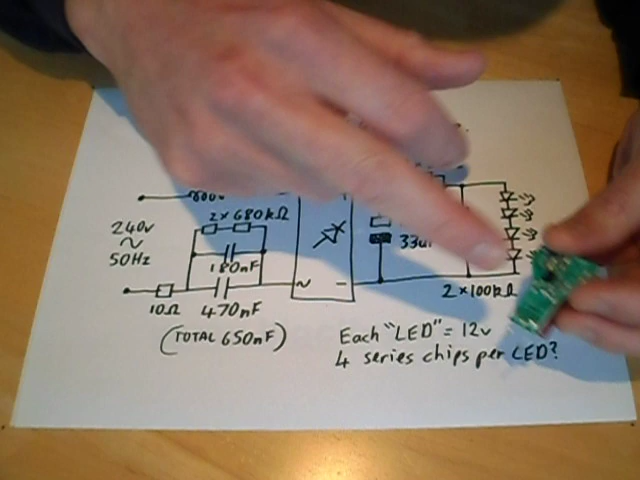 2×680kΩ
240v
~
50Hz
180nF
33u
~ -
2×100kΩ
10Ω 470nF
(TOTAL 650nF)
Each "LED" = 12v
4 series chips per LED?